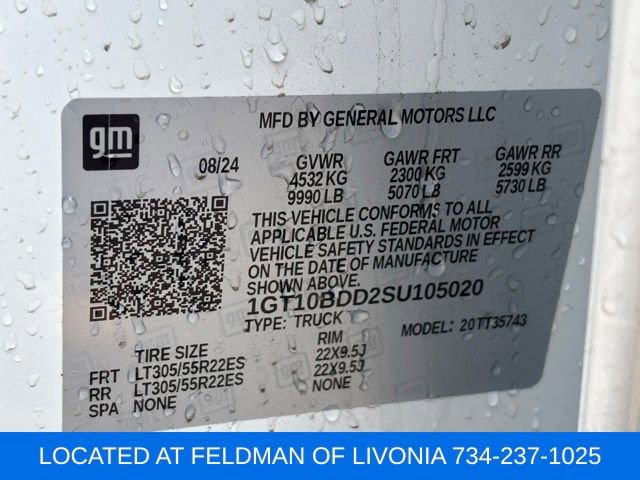 gm
MFD BY GENERAL MOTORS LLC
08/24 GVWR GAWR FRT GAWR RR
4532 KG 2300 KG 2599 KG
9990 LB 5070 LB 5730 LB
THIS VEHICLE CONFORMS TO ALL
APPLICABLE U.S. FEDERAL MOTOR
VEHICLE SAFETY STANDARDS IN EFFECT
ON THE DATE OF MANUFACTURE
SHOWN ABOVE.
1GT10BDD2SU105020
TYPE: TRUCK MODEL: 20TT35743
TIRE SIZE RIM
FRT LT305/55R22ES 22X9.5J
RR LT305/55R22ES 22X9.5J
SPA NONE NONE
LOCATED AT FELDMAN OF LIVONIA 734-237-1025